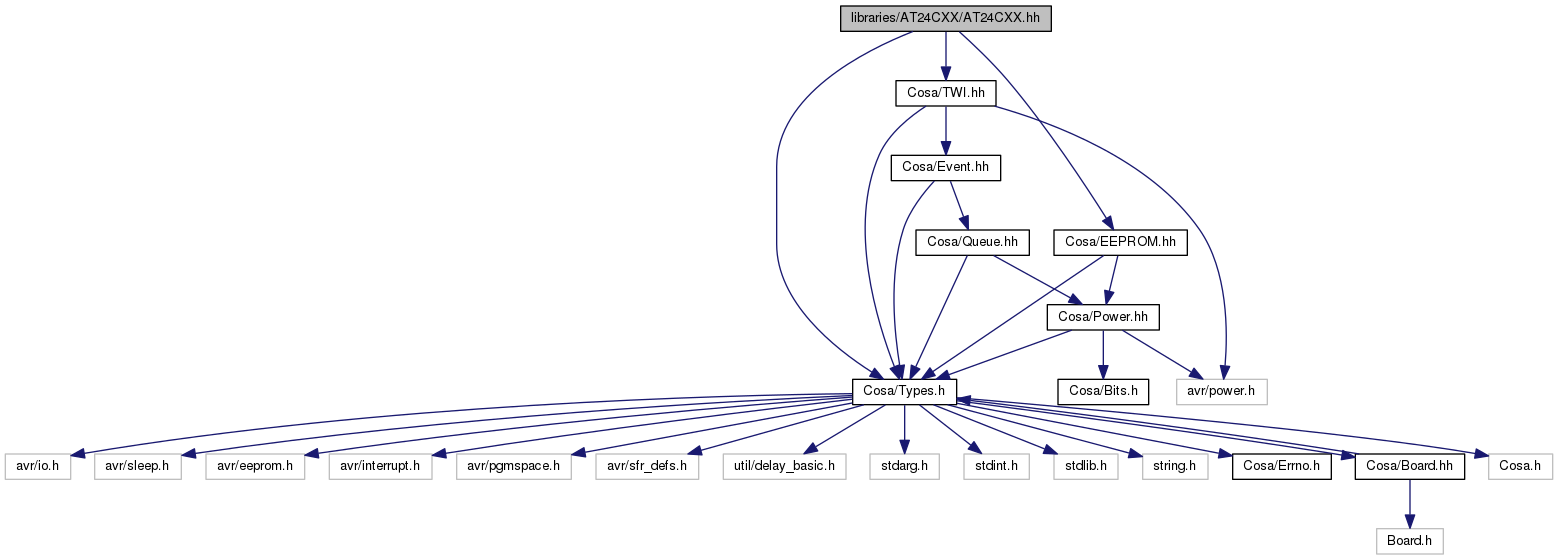 libraries/AT24CXX/AT24CXX.hh
Cosa/TWI.hh
Cosa/Event.hh
Cosa/Queue.hh
Cosa/EEPROM.hh
Cosa/Power.hh
Cosa/Types.h
Cosa/Bits.h
avr/power.h
avr/io.h
avr/sleep.h
avr/eeprom.h
avr/interrupt.h
avr/pgmspace.h
avr/sfr_defs.h
util/delay_basic.h
stdarg.h
stdint.h
stdlib.h
string.h
Cosa/Errno.h
Cosa/Board.hh
Cosa.h
Board.h